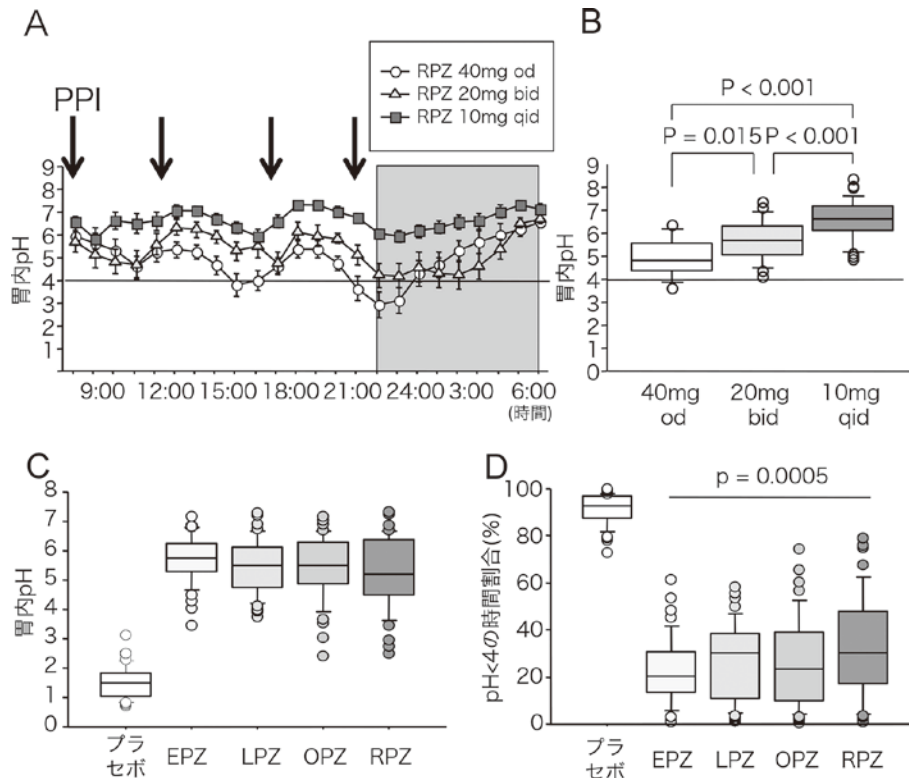 A
RPZ 40mg od
RPZ 20mg bid
RPZ 10mg qid
PPI
9
8
7
6
5
4
3
2
1
胃内pH
9:00 12:00 15:00 18:00 21:00 24:00 3:00 6:00
(時間)
B
P < 0.001
P = 0.015 P < 0.001
9
8
7
6
5
4
3
2
1
0
胃内pH
40mg 20mg 10mg
od bid qid
C
8
7
6
5
4
3
2
1
0
胃内pH
プラ
セボ EPZ LPZ OPZ RPZ
D
p = 0.0005
100
80
60
40
20
0
pH<4の時間割合(%)
プラ
セボ EPZ LPZ OPZ RPZ